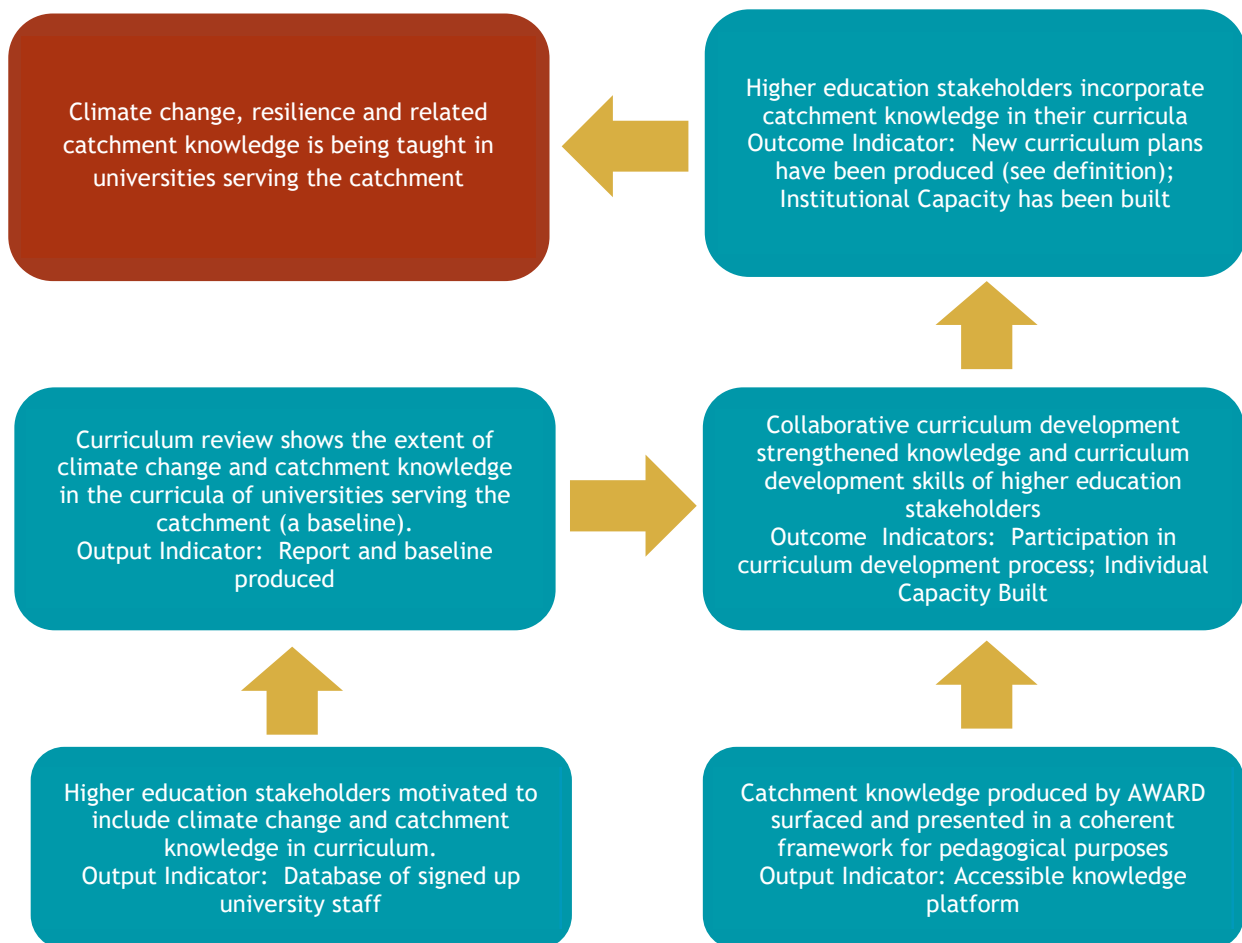 Climate change, resilience and related
catchment knowledge is being taught in
universities serving the catchment
Higher education stakeholders incorporate
catchment knowledge in their curricula
Outcome Indicator:  New curriculum plans
have been produced (see definition);
Institutional Capacity has been built
Curriculum review shows the extent of
climate change and catchment knowledge
in the curricula of universities serving the
catchment (a baseline).
Output Indicator:  Report and baseline
produced
Collaborative curriculum development
strengthened knowledge and curriculum
development skills of higher education
stakeholders
Outcome  Indicators:  Participation in
curriculum development process; Individual
Capacity Built
Higher education stakeholders motivated to
include climate change and catchment
knowledge in curriculum.
Output Indicator:  Database of signed up
university staff
Catchment knowledge produced by AWARD
surfaced and presented in a coherent
framework for pedagogical purposes
Output Indicator: Accessible knowledge
platform